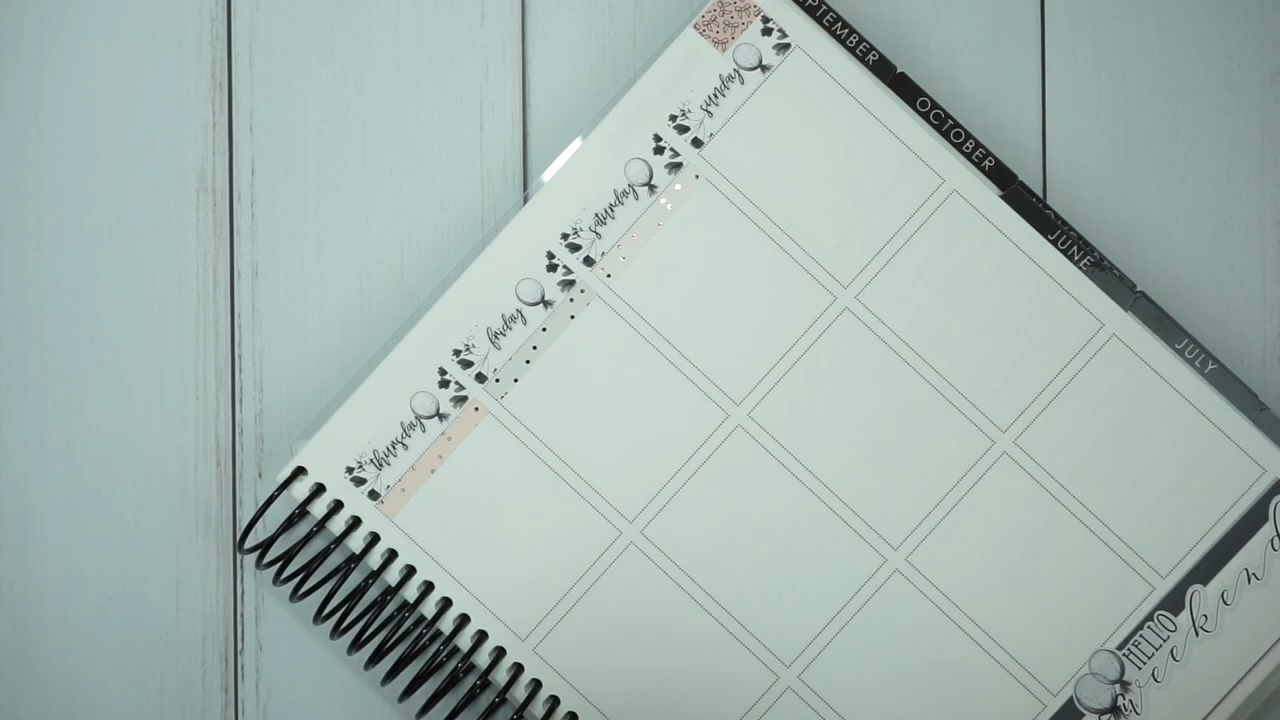 thursday
friday
saturday
sunday
SEPTEMBER
OCTOBER
JUNE
JULY
HELLO
weekend